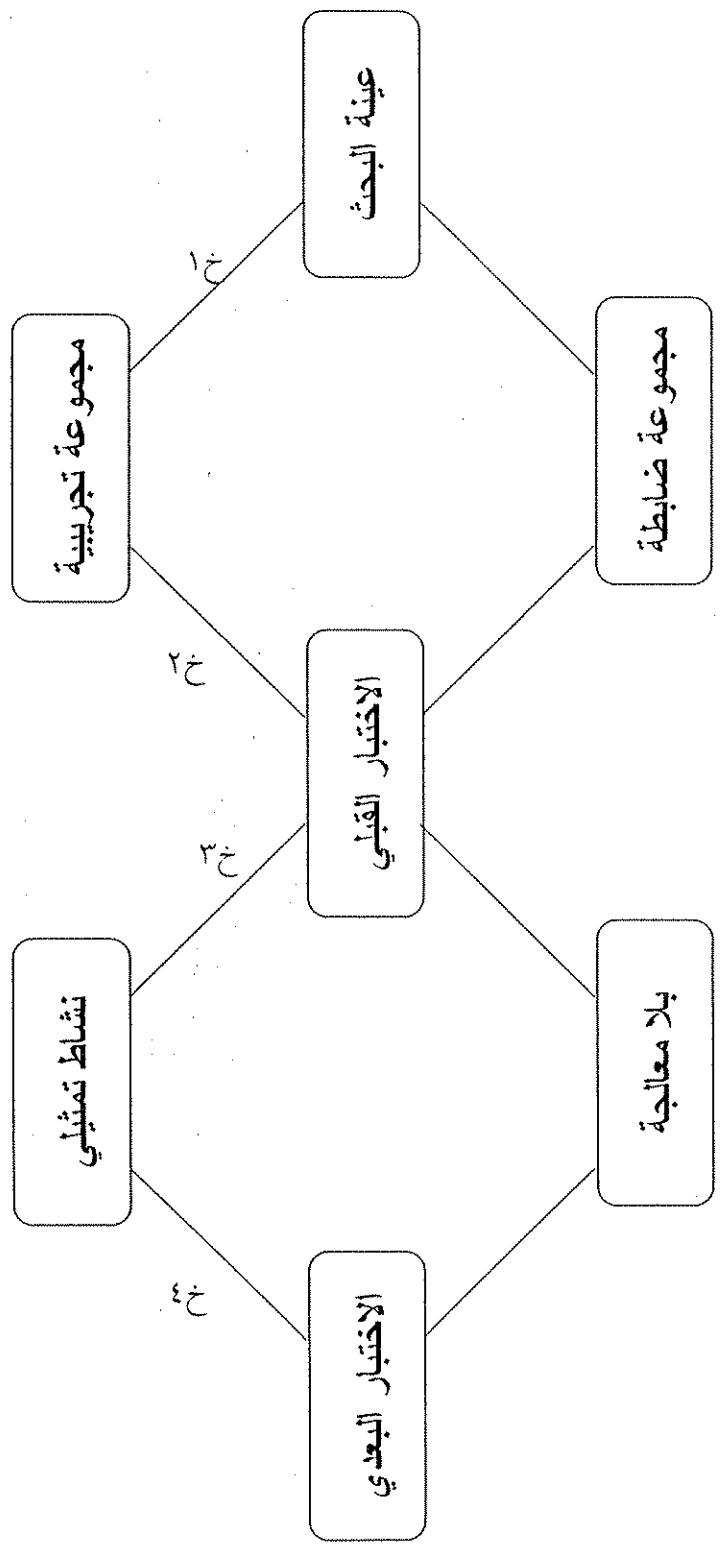 عينة البحث
خ١
مجموعة تجريبية
مجموعة ضابطة
خ٢
الاختبار القبلي
خ٣
نشاط تمثيلي
بلا معالجة
خ٤
الاختبار البعدي